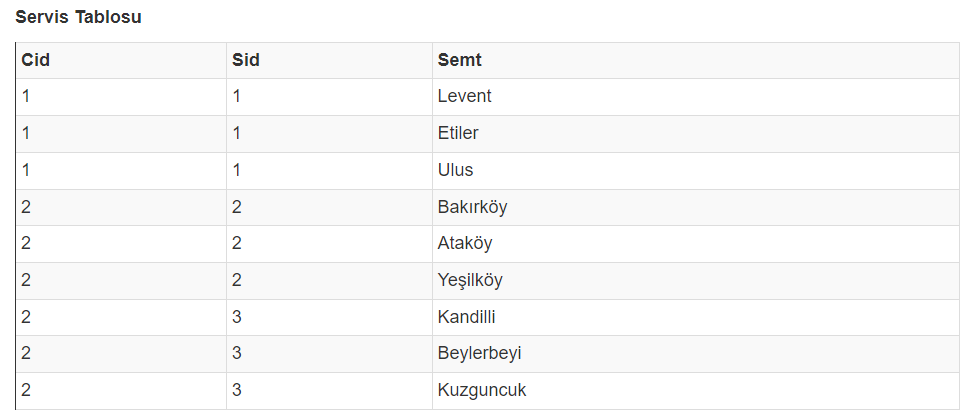 Servis Tablosu
Cid Sid Semt
1 1 Levent
1 1 Etiler
1 1 Ulus
2 2 Bakırköy
2 2 Ataköy
2 2 Yeşilköy
2 3 Kandilli
2 3 Beylerbeyi
2 3 Kuzguncuk